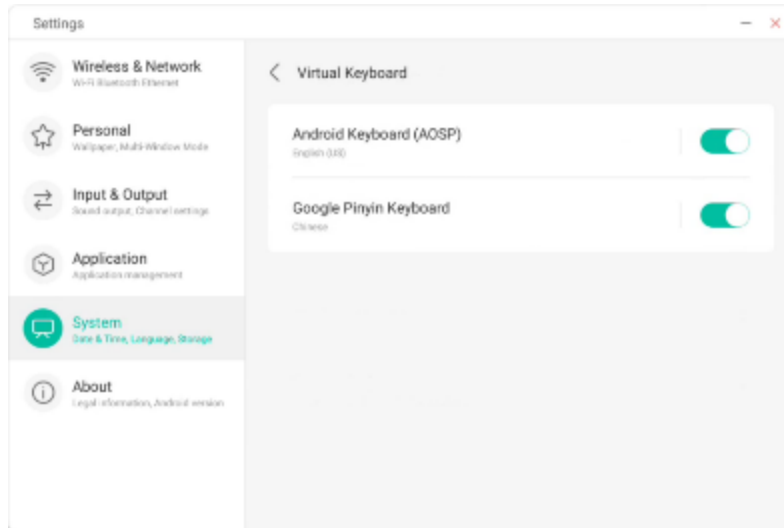 Settings
Wireless & Network
Wi-Fi Bluetooth Ethernet
Personal
Wallpaper, Multi-Window Mode
Input & Output
Sound output, Channel settings
Application
Application management
System
Date & Time, Language, Storage
About
Legal information, Android version
Virtual Keyboard
Android Keyboard (AOSP)
English (US)
Google Pinyin Keyboard
Chinese